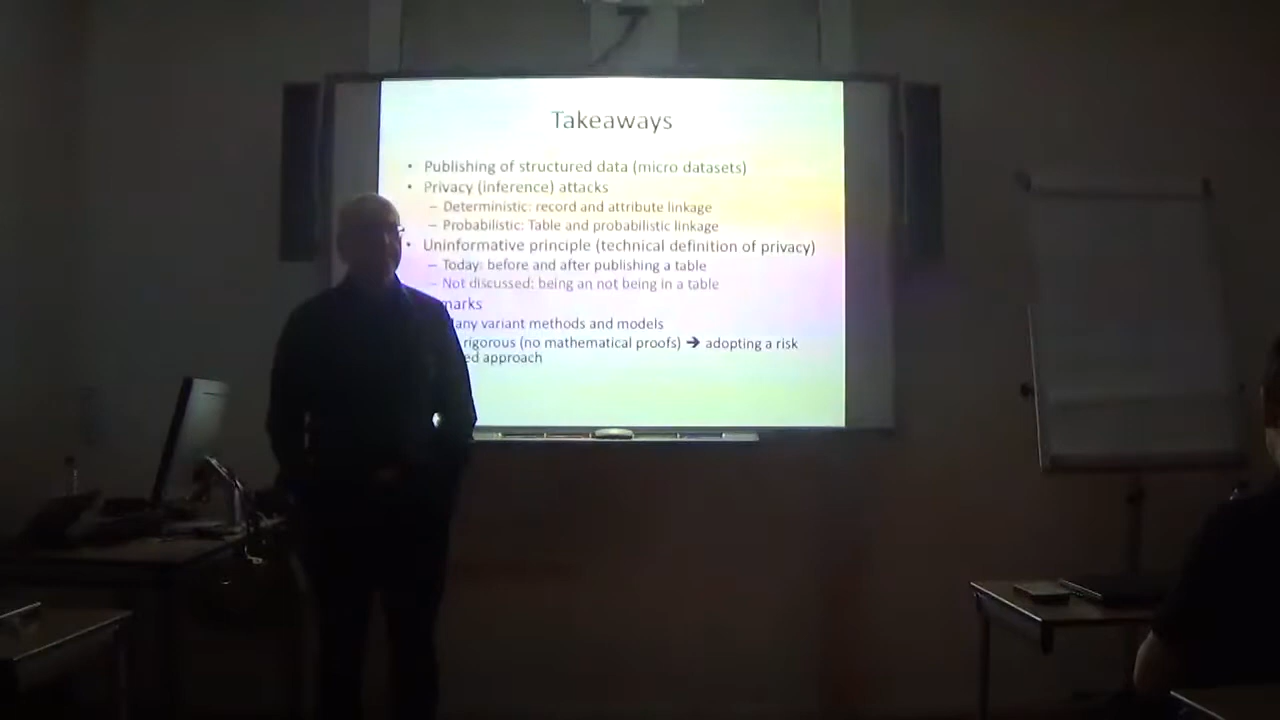 7
Takeaways
• Publishing of structured data (micro datasets)
• Privacy (inference) attacks
– Deterministic: record and attribute linkage
– Probabilistic: Table and probabilistic linkage
• Uninformative principle (technical definition of privacy)
– Today: before and after publishing a table
– Not discussed: being an not being in a table
marks
any variant methods and models
rigorous (no mathematical proofs) ➔ adopting a risk
ed approach